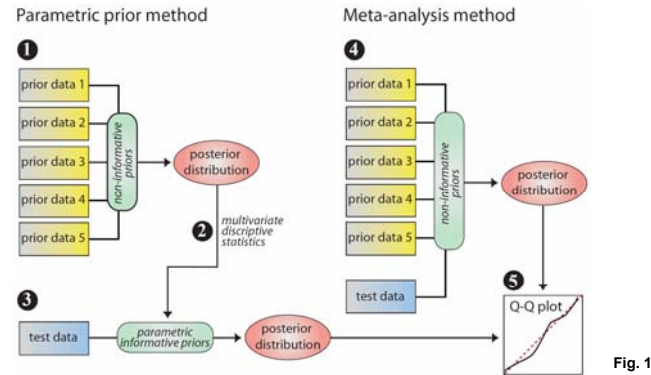 Parametric prior method
Meta-analysis method
1
prior data 1
prior data 2
prior data 3
prior data 4
prior data 5
non-informative
priors
posterior
distribution
2
multivariate
discriptive
statistics
3
test data
parametric
informative priors
posterior
distribution
4
prior data 1
prior data 2
prior data 3
prior data 4
prior data 5
test data
non-informative
priors
posterior
distribution
5
Q-Q plot
Fig. 1